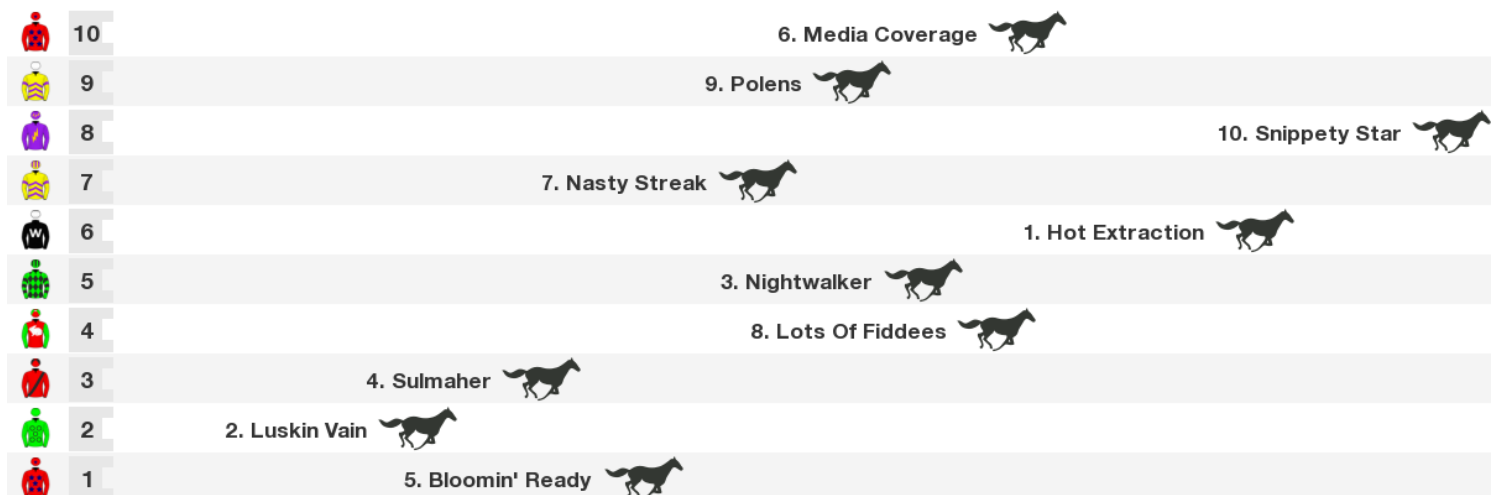 10 6. Media Coverage
9 9. Polens
8 10. Snippety Star
7 7. Nasty Streak
W 6 1. Hot Extraction
5 3. Nightwalker
4 8. Lots Of Fiddees
3 4. Sulmaher
2 2. Luskin Vain
1 5. Bloomin' Ready